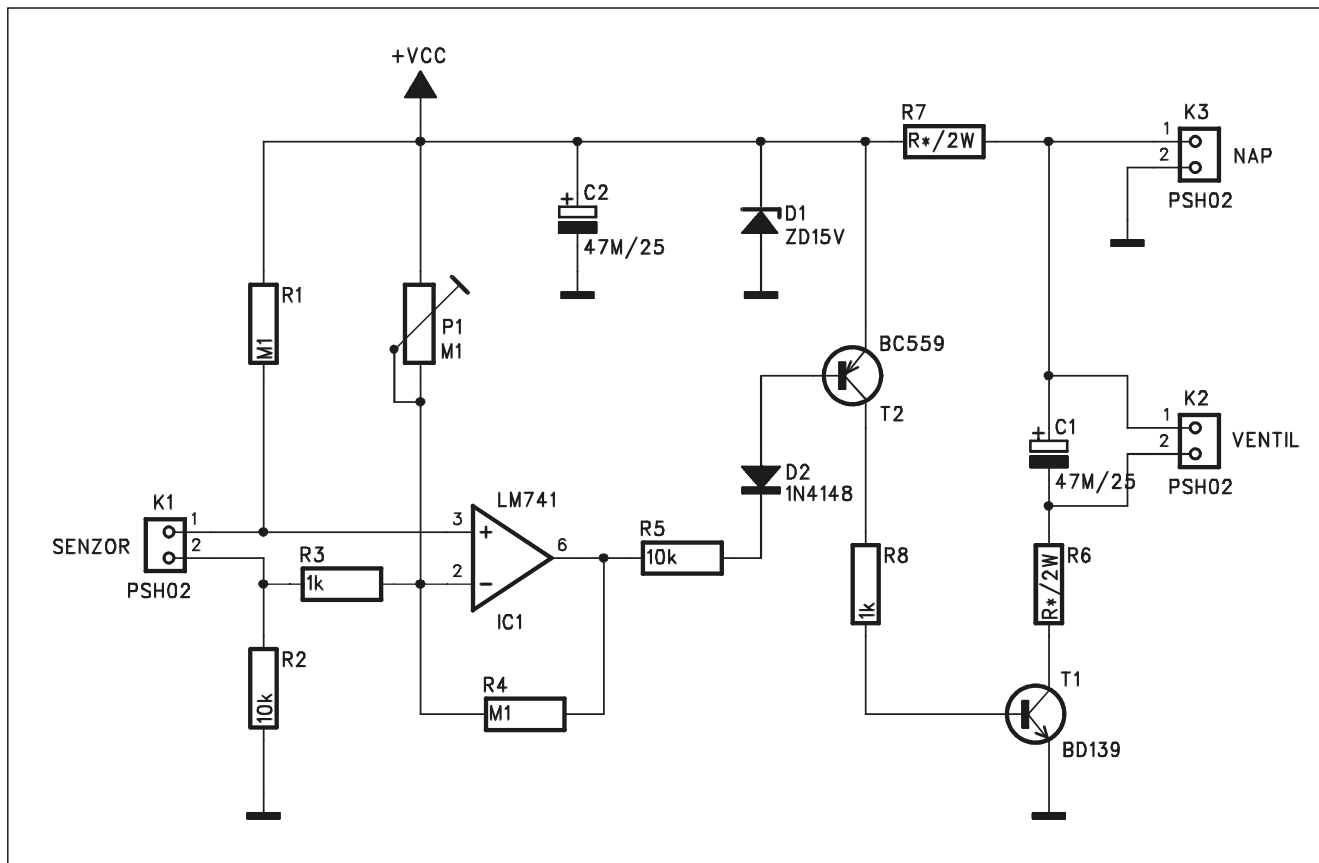 +VCC
R7
R*/2W
K3
1
2
NAP
PSH02
C2
+
47M/25
D1
ZD15V
R1
M1
P1
M1
BC559
T2
K2
1
2
VENTIL
PSH02
C1
+
47M/25
D2
1N4148
LM741
K1
1
2
SENZOR
PSH02
3
+
2
−
6
IC1
R3
1k
R5
10k
R8
1k
R6
R*/2W
R2
10k
R4
M1
T1
BD139